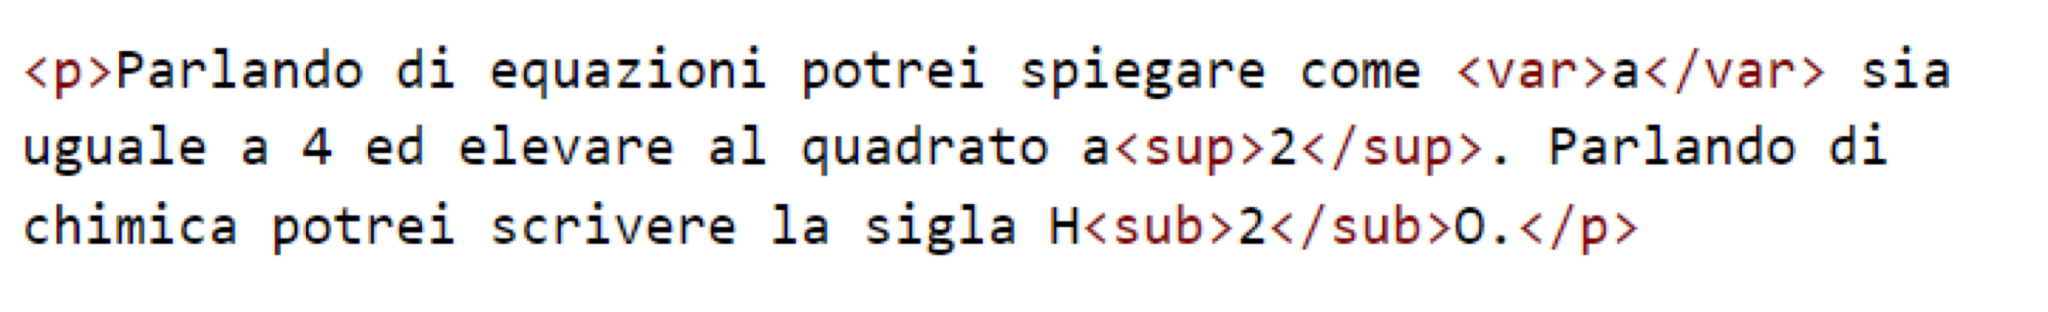 <p>Parlando di equazioni potrei spiegare come <var>a</var> sia
uguale a 4 ed elevare al quadrato a<sup>2</sup>. Parlando di
chimica potrei scrivere la sigla H<sub>2</sub>O.</p>